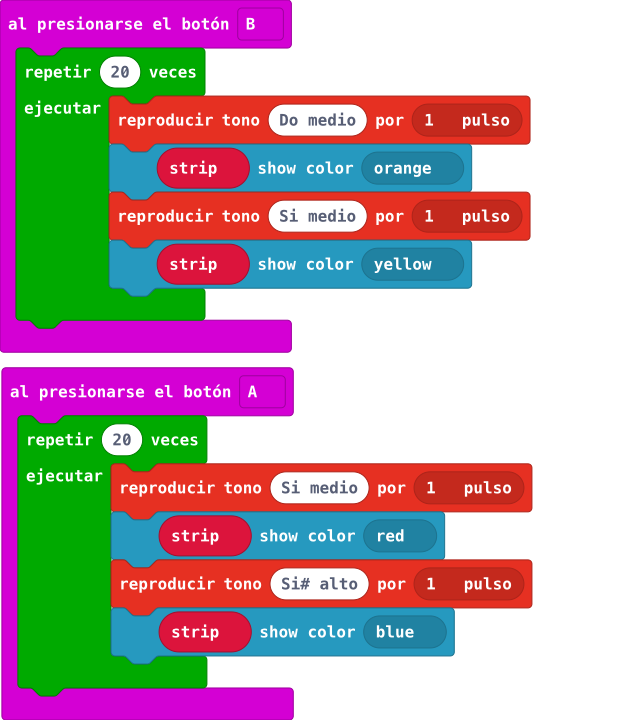 al presionarse el botón B
repetir 20 veces
ejecutar
reproducir tono Do medio por 1 pulso
strip show color orange
reproducir tono Si medio por 1 pulso
strip show color yellow
al presionarse el botón A
repetir 20 veces
ejecutar
reproducir tono Si medio por 1 pulso
strip show color red
reproducir tono Si# alto por 1 pulso
strip show color blue